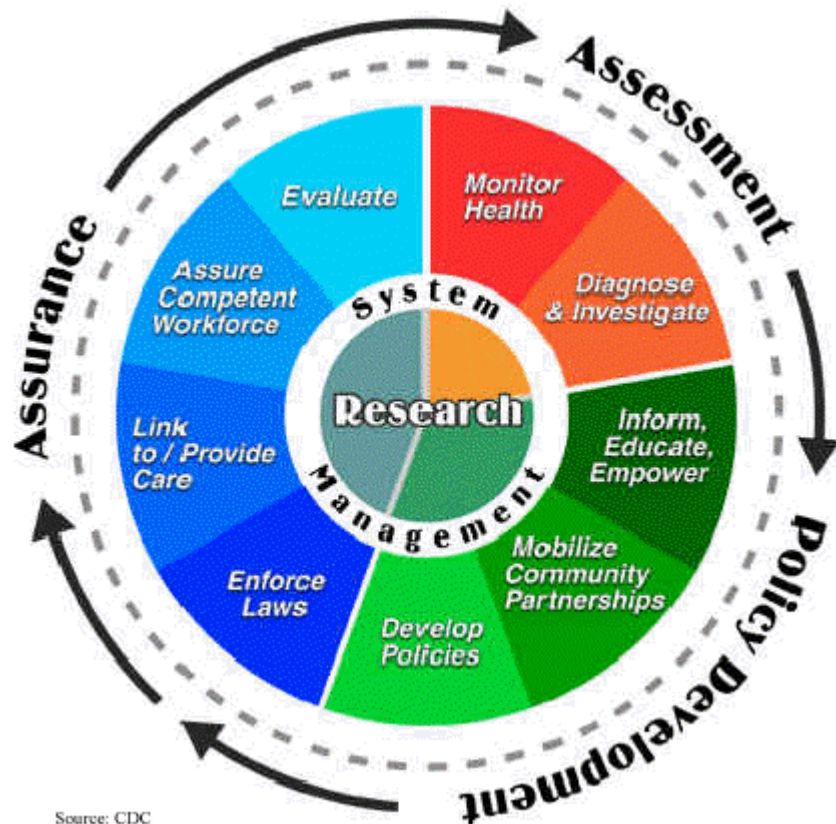 Assessment
Policy Development
Assurance
Monitor
Health
Diagnose
& Investigate
Inform,
Educate,
Empower
Mobilize
Community
Partnerships
Develop
Policies
Enforce
Laws
Link
to / Provide
Care
Assure
Competent
Workforce
Evaluate
System
Management
Research
Source: CDC